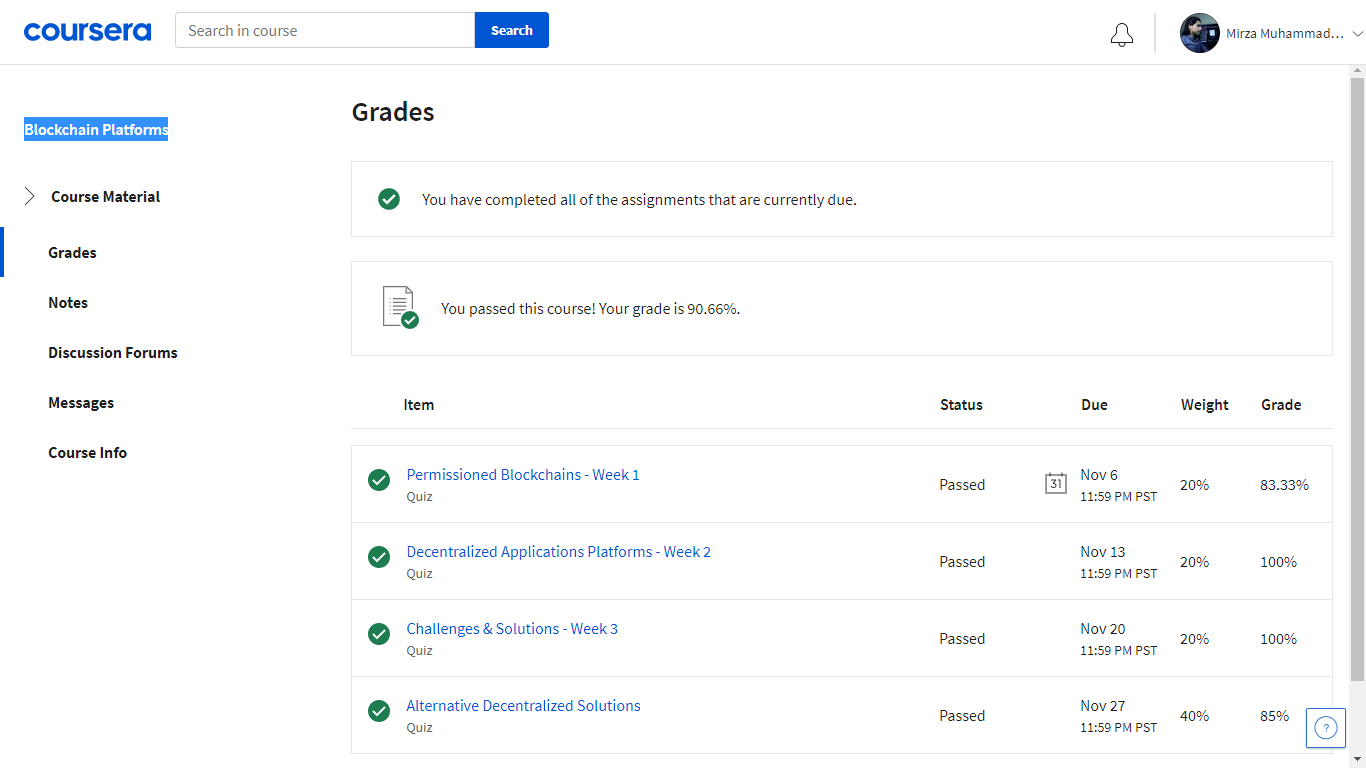 coursera
Search in course
Search
Mirza Muhammad...
Blockchain Platforms
Course Material
Grades
Notes
Discussion Forums
Messages
Course Info
Grades
You have completed all of the assignments that are currently due.
You passed this course! Your grade is 90.66%.
Item Status Due Weight Grade
Permissioned Blockchains - Week 1
Quiz
Passed
31
Nov 6
11:59 PM PST
20%
83.33%
Decentralized Applications Platforms - Week 2
Quiz
Passed
Nov 13
11:59 PM PST
20%
100%
Challenges & Solutions - Week 3
Quiz
Passed
Nov 20
11:59 PM PST
20%
100%
Alternative Decentralized Solutions
Quiz
Passed
Nov 27
11:59 PM PST
40%
85%
?